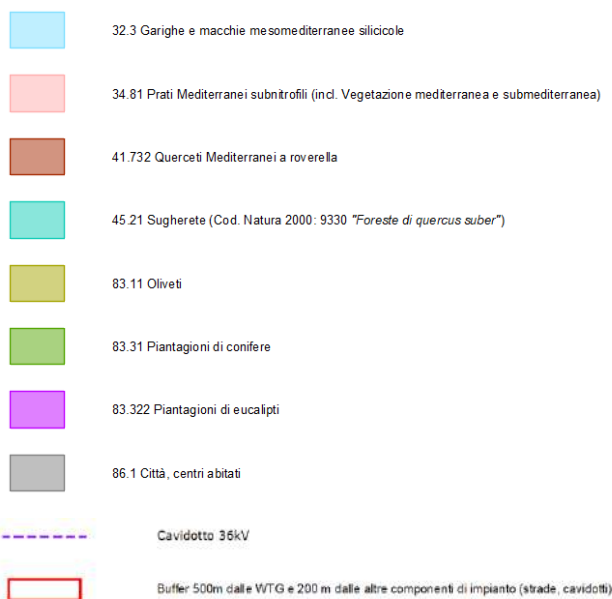 32.3 Garighe e macchie mesomediterranee silicicole
34.81 Prati Mediterranei subnitrofili (incl. Vegetazione mediterranea e submediterranea)
41.732 Querceti Mediterranei a roverella
45.21 Sugherete (Cod. Natura 2000: 9330 "Foreste di quercus suber")
83.11 Oliveti
83.31 Piantagioni di conifere
83.322 Piantagioni di eucalipti
86.1 Città, centri abitati
Cavidotto 36kV
Buffer 500m dalle WTG e 200 m dalle altre componenti di impianto (strade, cavidotti)